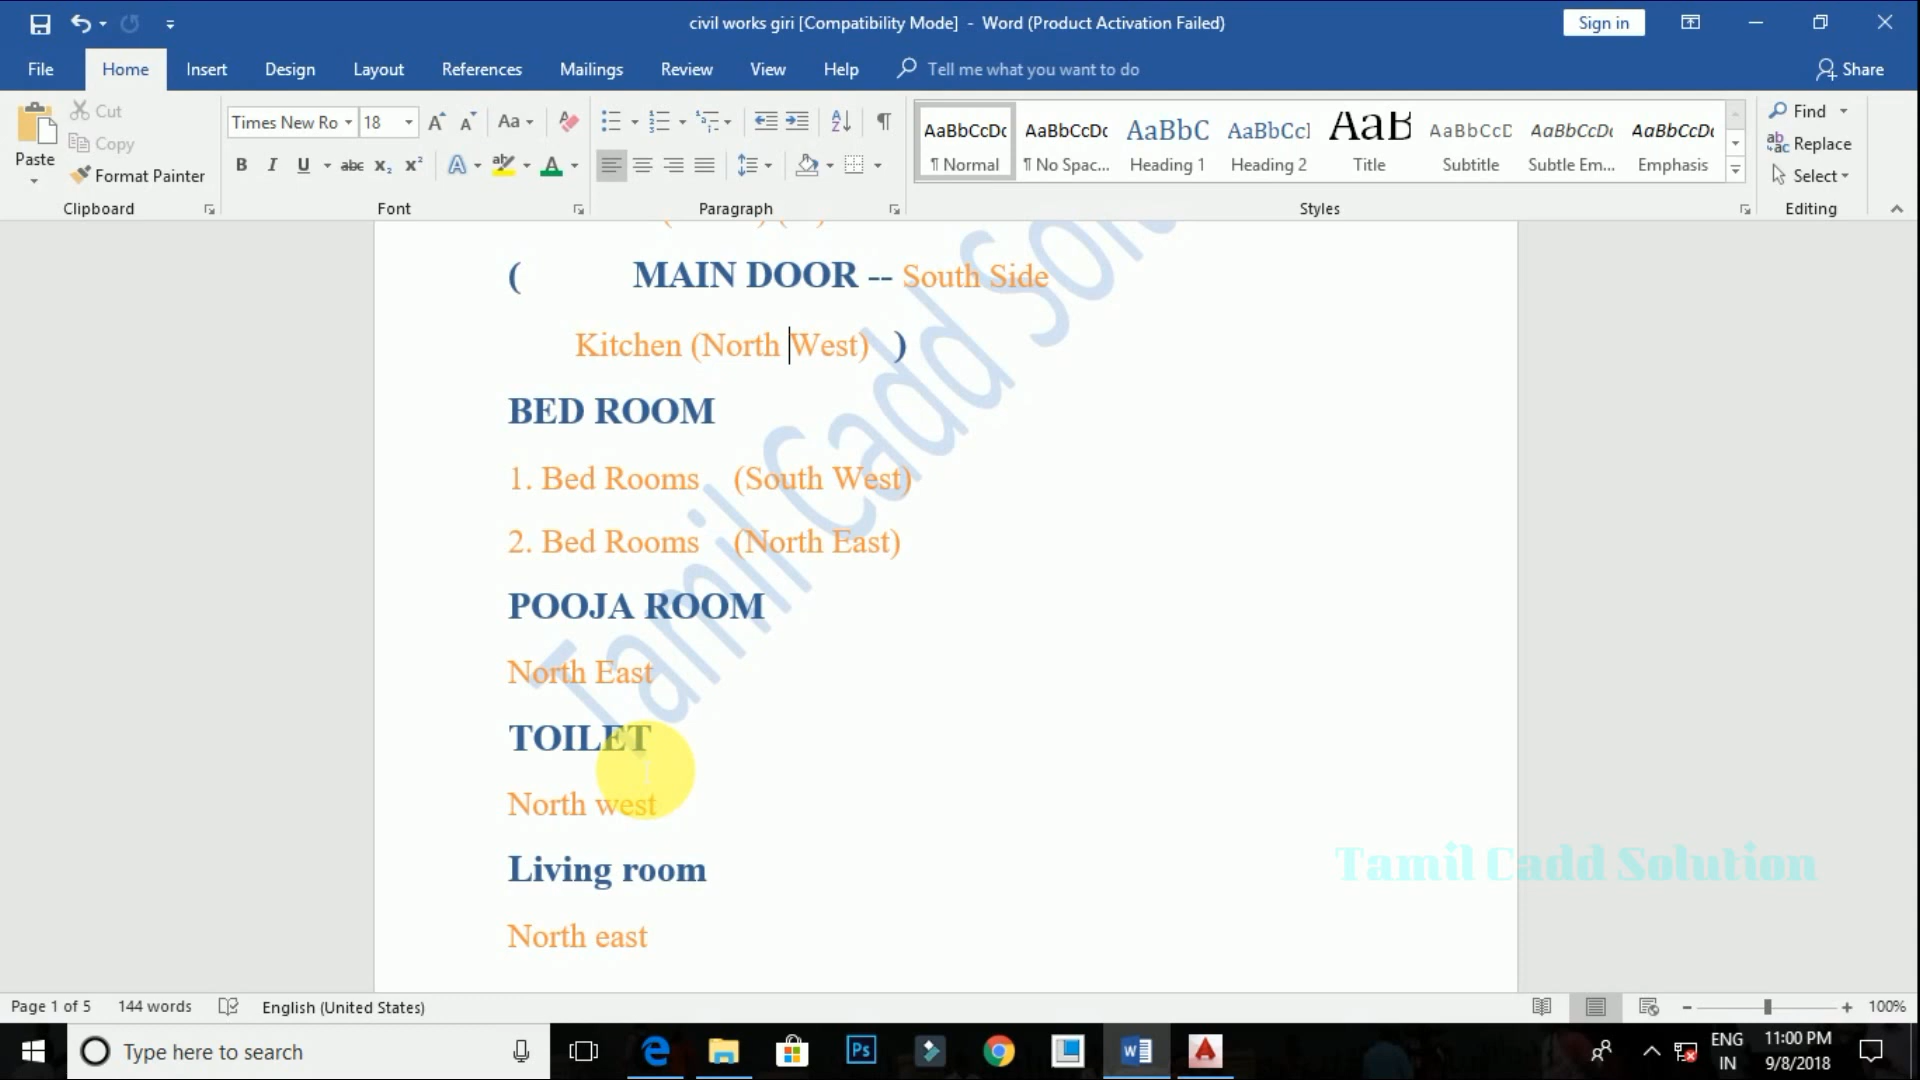 civil works giri [Compatibility Mode] - Word (Product Activation Failed)
Sign in
File Home Insert Design Layout References Mailings Review View Help Tell me what you want to do Share
Paste
Cut
Copy
Format Painter
Clipboard
Times New Ro 18
Font
Paragraph
AaBbCcDc AaBbCcDc AaBbC AaBbCcI AaB AaBbCcD AaBbCcDc AaBbCcDc
¶ Normal ¶ No Spac... Heading 1 Heading 2 Title Subtitle Subtle Em... Emphasis
Styles
Find
Replace
Select
Editing
( MAIN DOOR -- South Side
Kitchen (North West) )
BED ROOM
1. Bed Rooms (South West)
2. Bed Rooms (North East)
POOJA ROOM
North East
TOILET
North west
Living room
North east
Tamil Cadd Solu
Tamil Cadd Solution
Page 1 of 5 144 words English (United States) 100%
Type here to search
ENG
IN
11:00 PM
9/8/2018